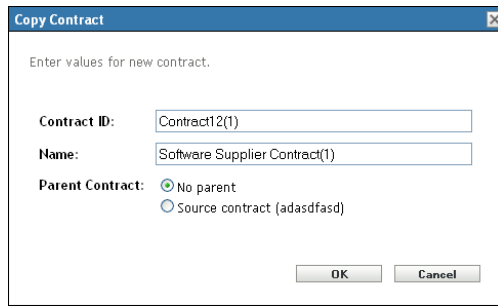 Copy Contract
Enter values for new contract.
Contract ID: Contract12(1)
Name: Software Supplier Contract(1)
Parent Contract: No parent
Source contract (adasdfasd)
OK Cancel